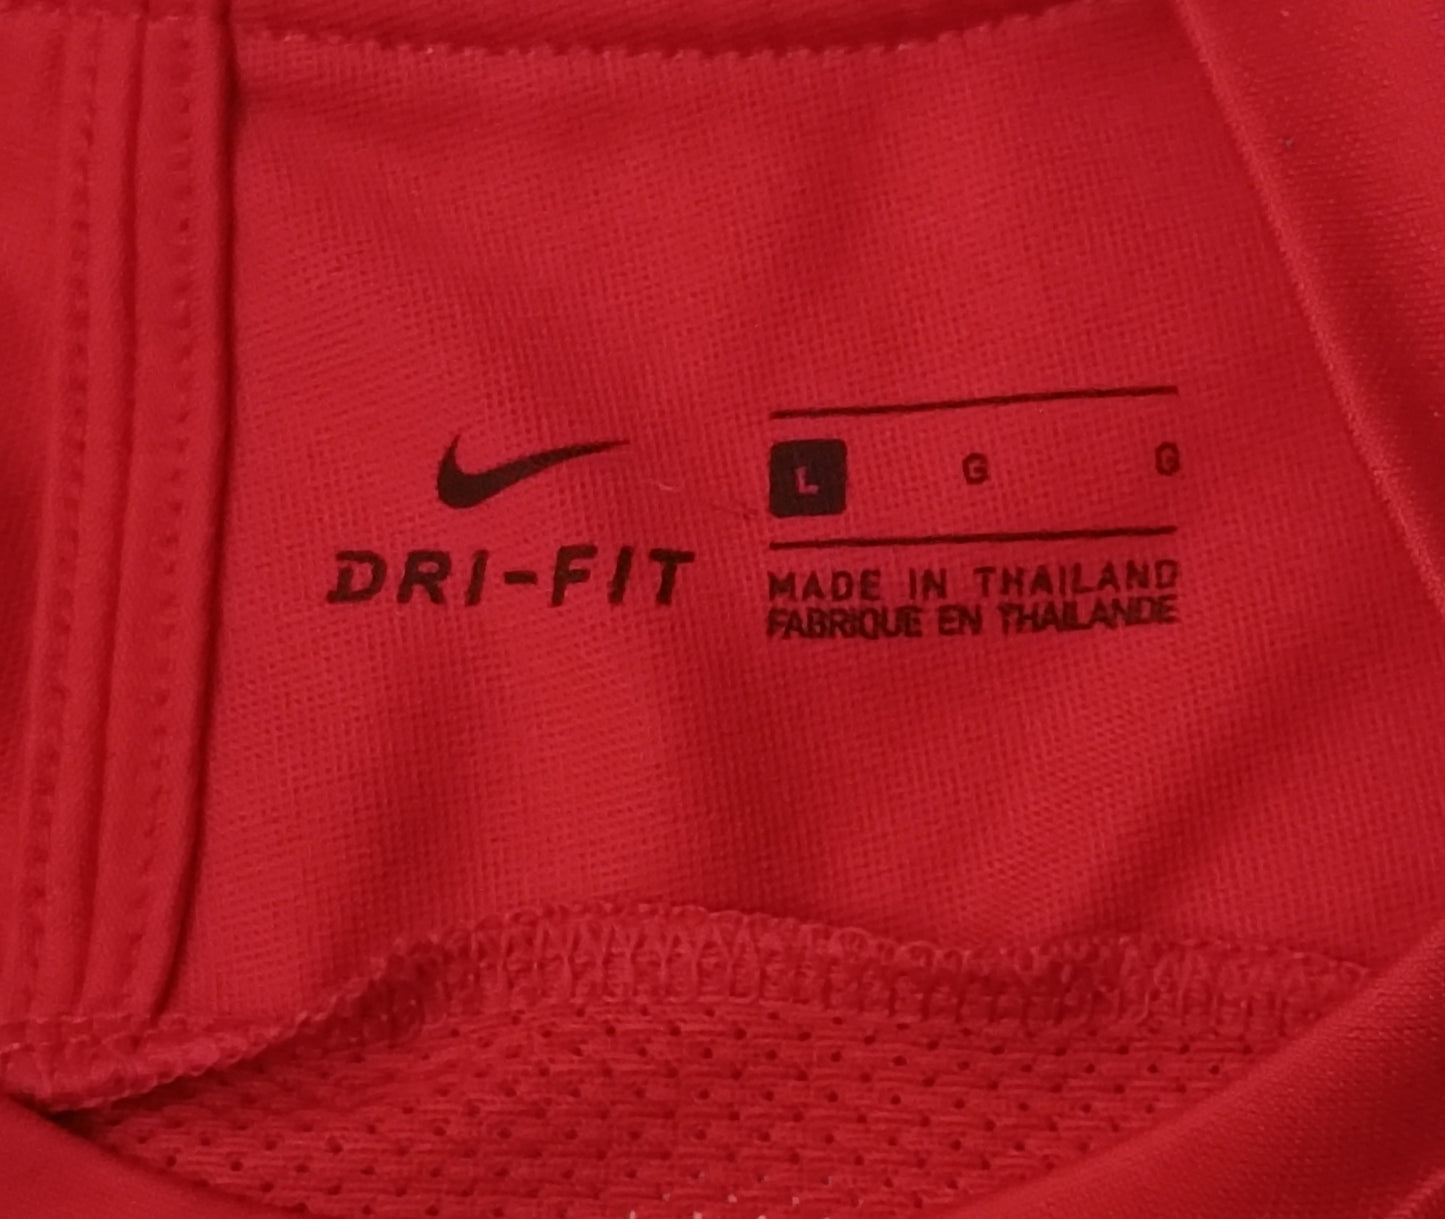 DRI-FIT
L G G
MADE IN THAILAND
FABRIQUE EN THAILANDE